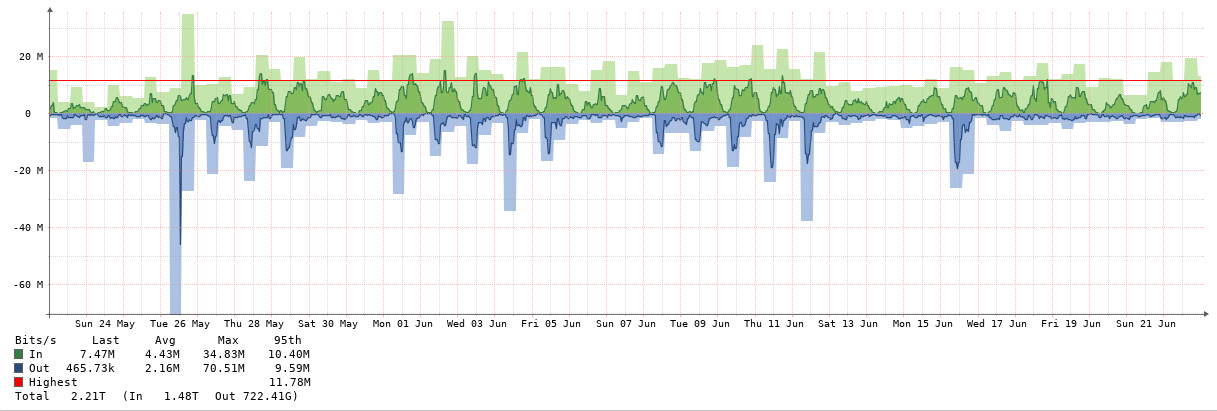 20 M
0
-20 M
-40 M
-60 M
Sun 24 May Tue 26 May Thu 28 May Sat 30 May Mon 01 Jun Wed 03 Jun Fri 05 Jun Sun 07 Jun Tue 09 Jun Thu 11 Jun Sat 13 Jun Mon 15 Jun Wed 17 Jun Fri 19 Jun Sun 21 Jun
Bits/s Last Avg Max 95th
In 7.47M 4.43M 34.83M 10.40M
Out 465.73k 2.16M 70.51M 9.59M
Highest 11.78M
Total 2.21T (In 1.48T Out 722.41G)